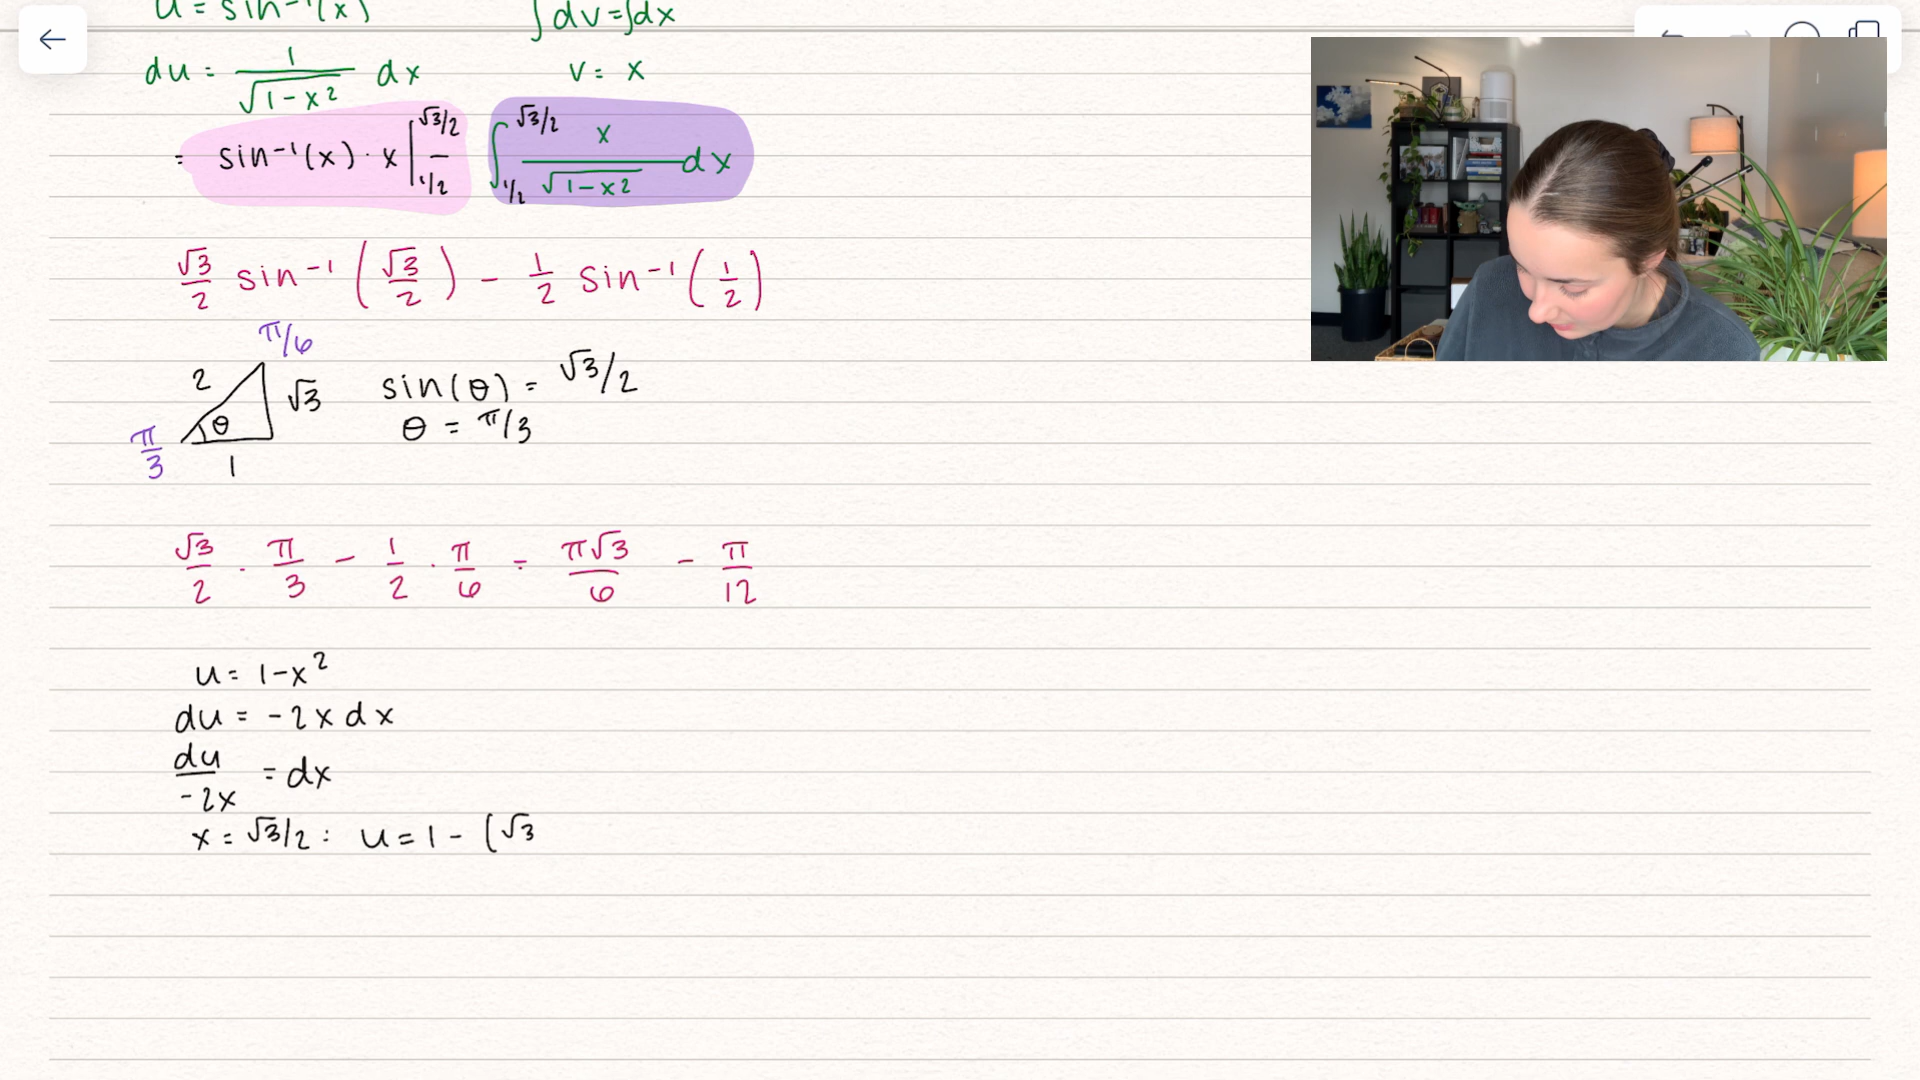 u = sin⁻¹(x) ∫dv=∫dx
du = 1/√(1-x²) dx v = x
= sin⁻¹(x) · x |_{1/2}^{√3/2} - ∫_{1/2}^{√3/2} x/√(1-x²) dx
√3/2 sin⁻¹(√3/2) - 1/2 sin⁻¹(1/2)
π/6
2 √3 sin(θ) = √3/2
θ θ = π/3
π/3
1
√3/2 · π/3 - 1/2 · π/6 = π√3/6 - π/12
u = 1-x²
du = -2x dx
du/-2x = dx
x = √3/2 : u = 1 - (√3